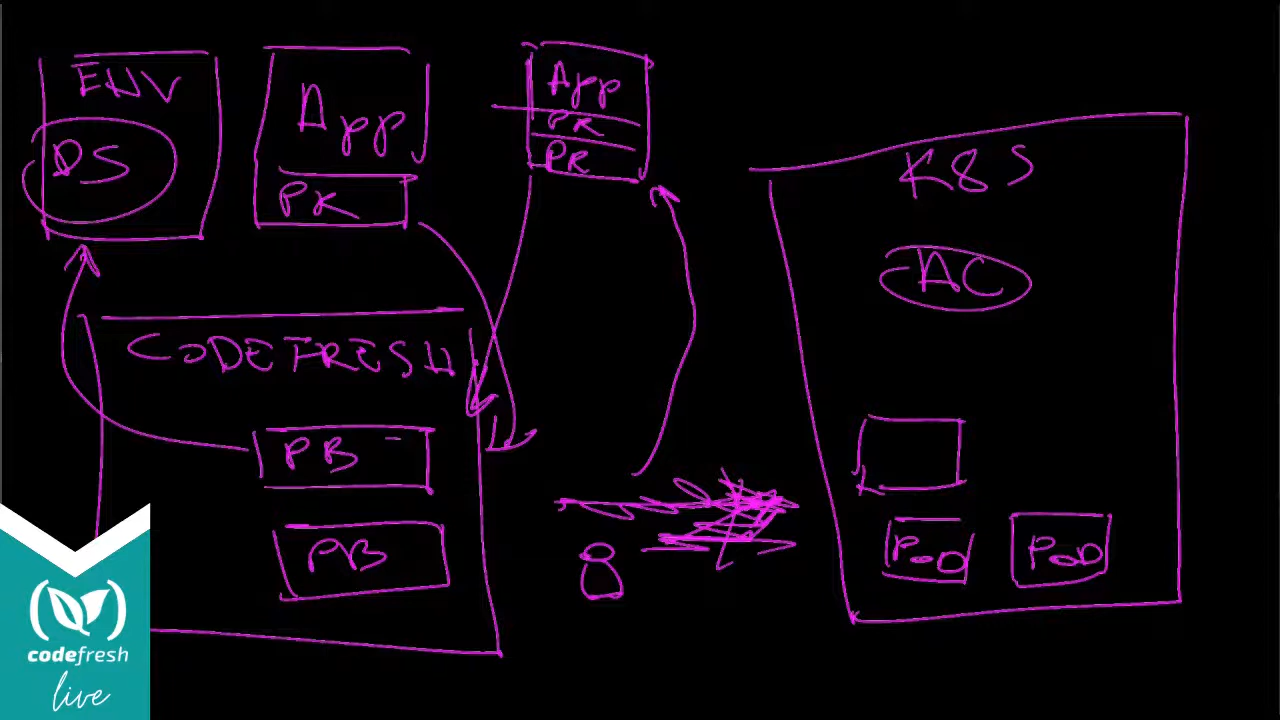 ENV
DS
App
PR
App
PR
PR
K8S
AC
CODEFRESH
PB
PB
POD
POD
codefresh
live